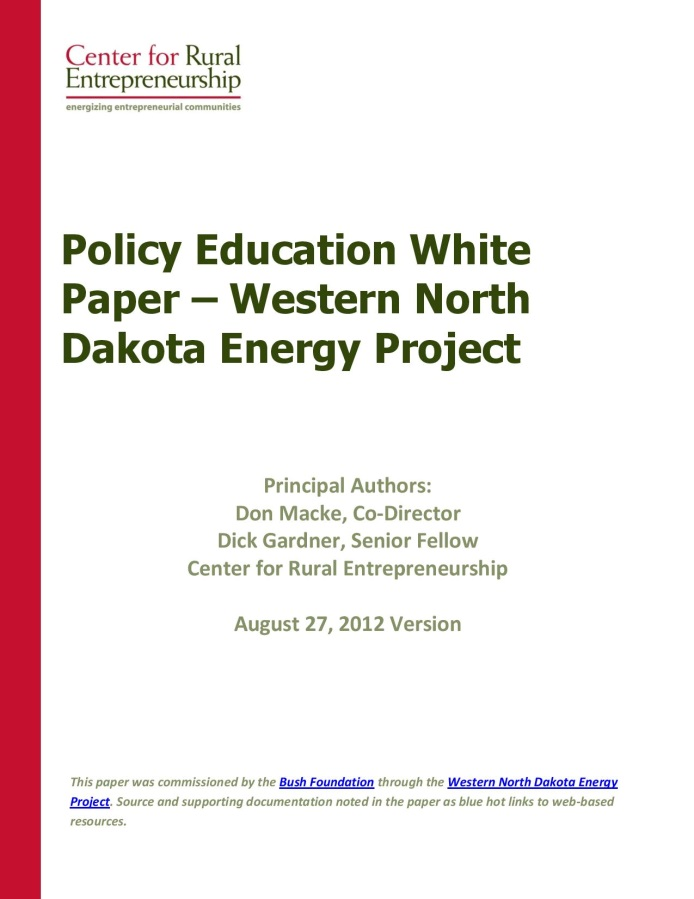 Center for Rural
Entrepreneurship
energizing entrepreneurial communities
Policy Education White
Paper – Western North
Dakota Energy Project
Principal Authors:
Don Macke, Co-Director
Dick Gardner, Senior Fellow
Center for Rural Entrepreneurship
August 27, 2012 Version
This paper was commissioned by the Bush Foundation through the Western North Dakota Energy
Project. Source and supporting documentation noted in the paper as blue hot links to web-based
resources.